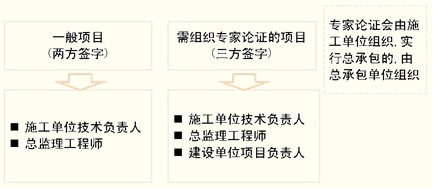 一般项目
(两方签字)
需组织专家论证的项目
(三方签字)
专家论证会由施
工单位组织,实
行总承包的,由
总承包单位组织
■ 施工单位技术负责人
■ 总监理工程师
■ 施工单位技术负责人
■ 总监理工程师
■ 建设单位项目负责人